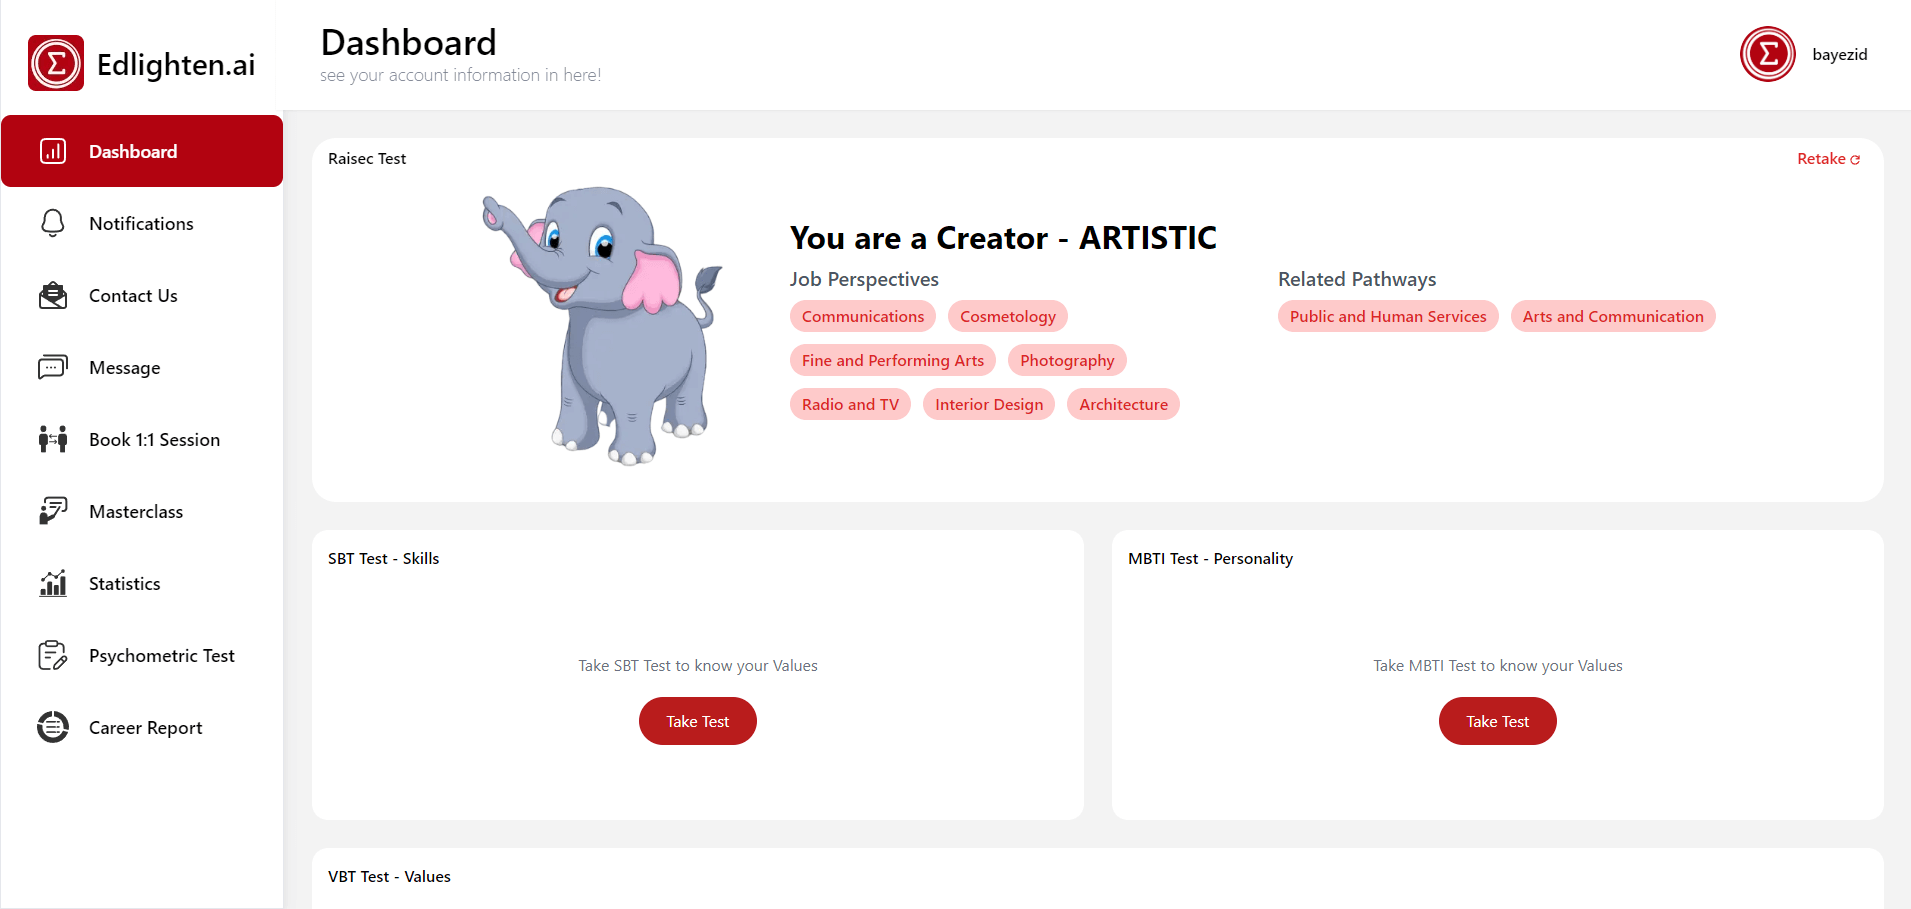 Edlighten.ai
Dashboard
Notifications
Contact Us
Message
Book 1:1 Session
Masterclass
Statistics
Psychometric Test
Career Report
Dashboard
see your account information in here!
bayezid
Raisec Test
Retake
You are a Creator - ARTISTIC
Job Perspectives
Communications Cosmetology
Fine and Performing Arts Photography
Radio and TV Interior Design Architecture
Related Pathways
Public and Human Services Arts and Communication
SBT Test - Skills
Take SBT Test to know your Values
Take Test
MBTI Test - Personality
Take MBTI Test to know your Values
Take Test
VBT Test - Values